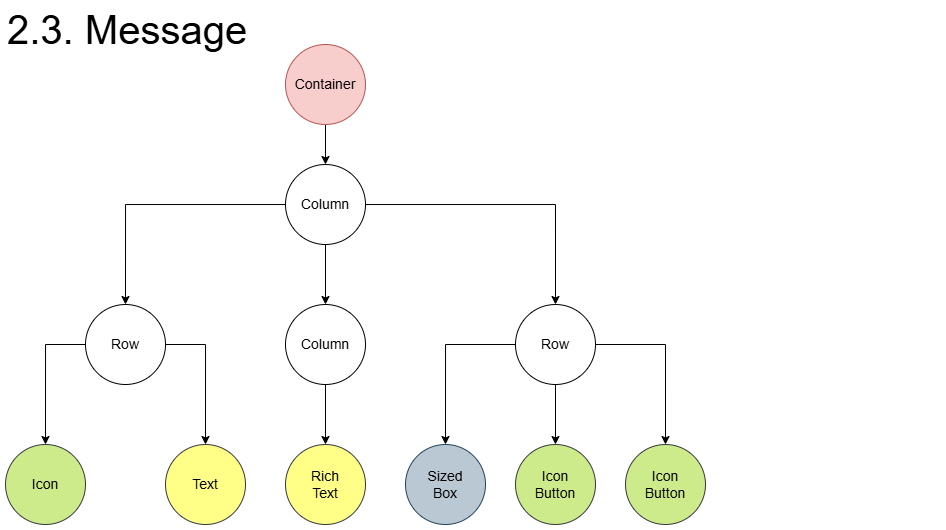 2.3. Message
Container
Column
Row
Column
Row
Icon
Text
Rich
Text
Sized
Box
Icon
Button
Icon
Button